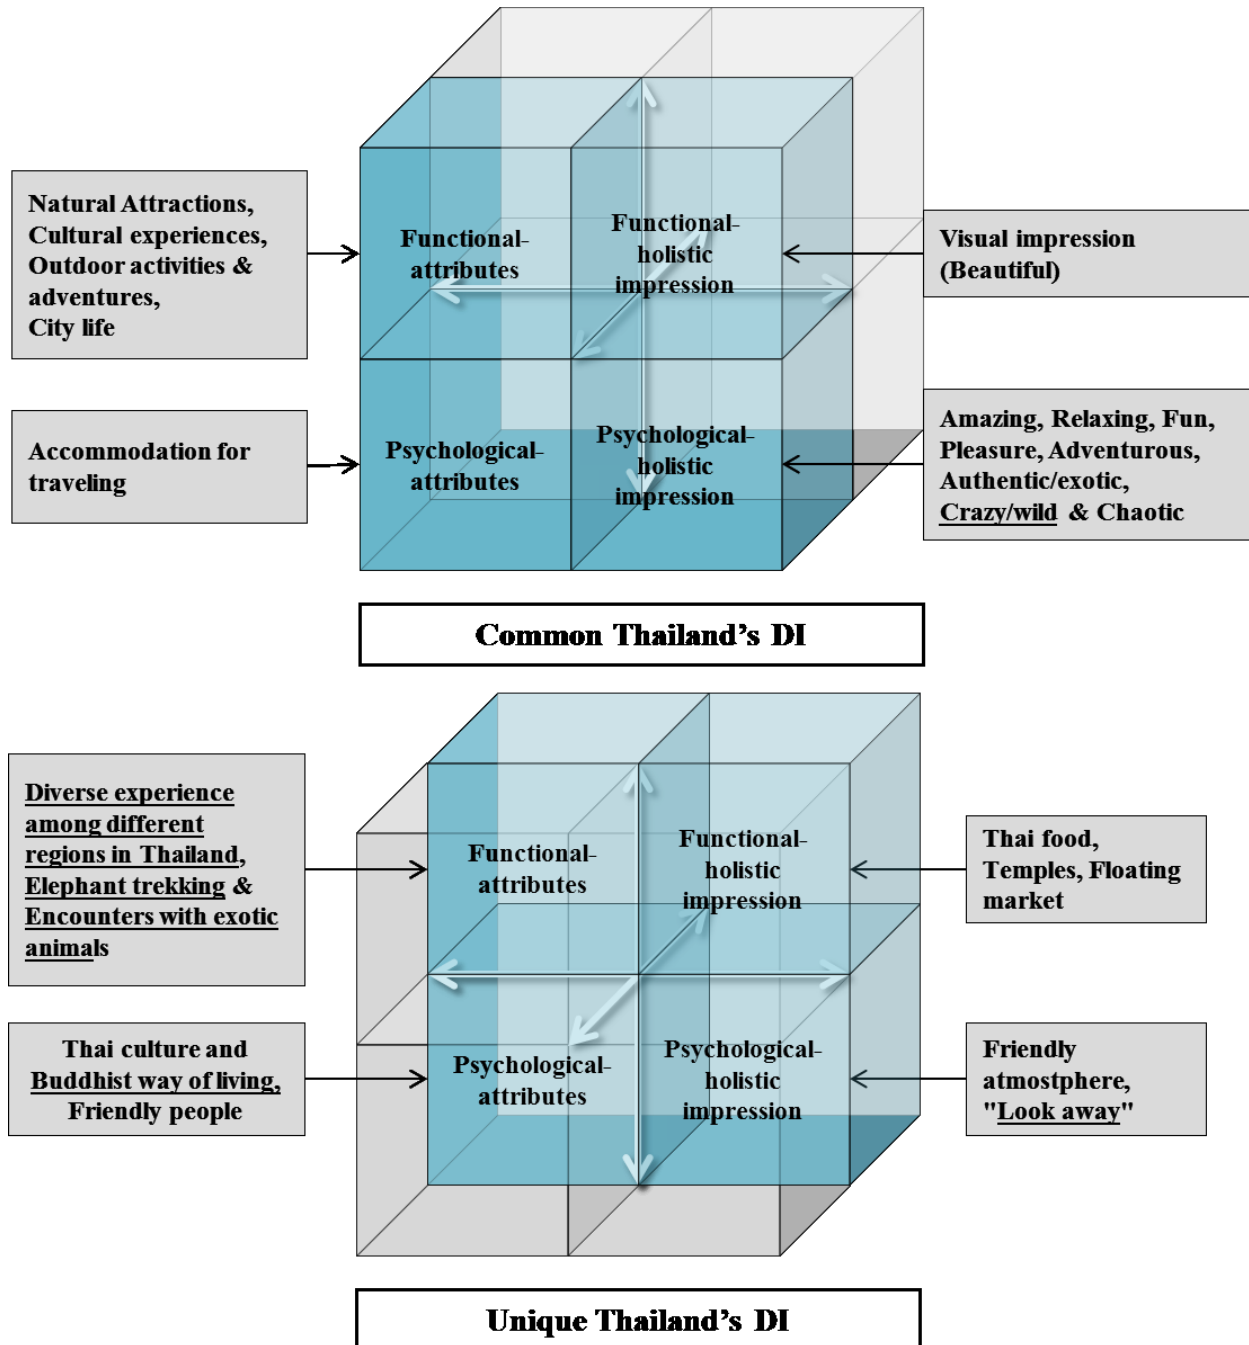 Natural Attractions,
Cultural experiences,
Outdoor activities &
adventures,
City life
Functional-
attributes
Functional-
holistic
impression
Visual impression
(Beautiful)
Accommodation for
traveling
Psychological-
attributes
Psychological-
holistic
impression
Amazing, Relaxing, Fun,
Pleasure, Adventurous,
Authentic/exotic,
Crazy/wild & Chaotic
Common Thailand's DI
Diverse experience
among different
regions in Thailand,
Elephant trekking &
Encounters with exotic
animals
Functional-
attributes
Functional-
holistic
impression
Thai food,
Temples, Floating
market
Thai culture and
Buddhist way of living,
Friendly people
Psychological-
attributes
Psychological-
holistic
impression
Friendly
atmostphere,
"Look away"
Unique Thailand's DI